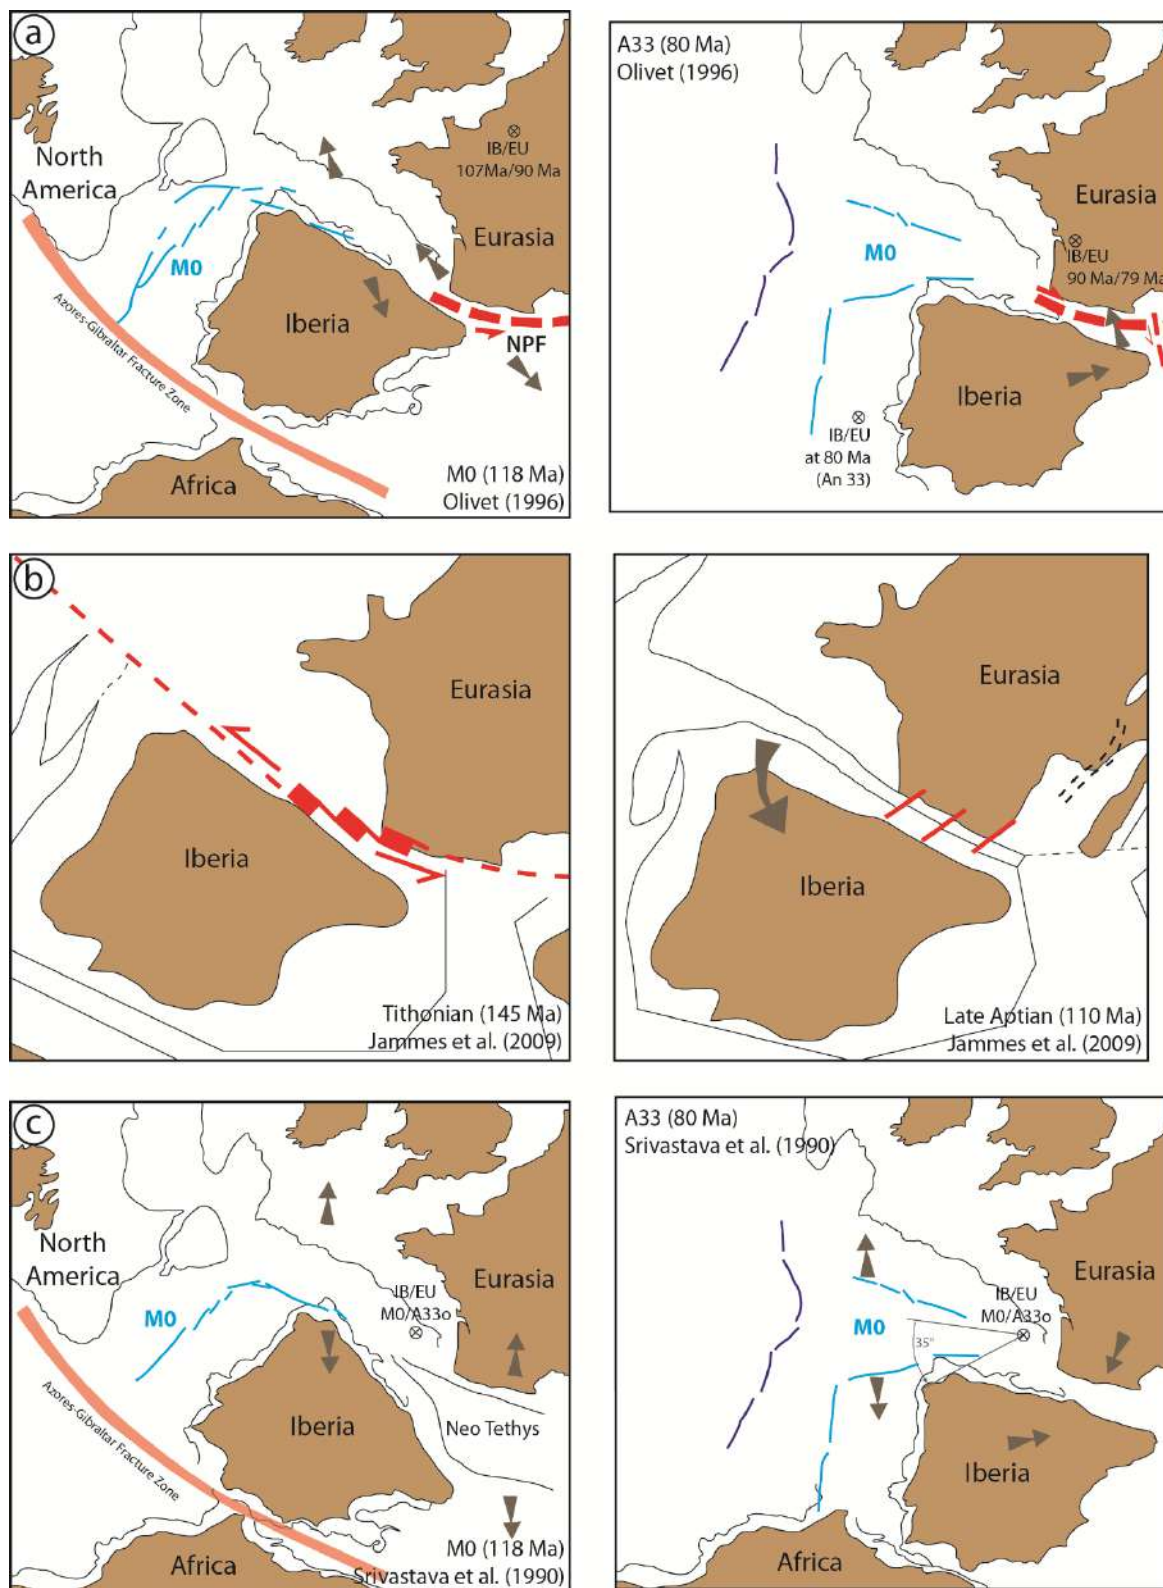 a
North
America
IB/EU
107Ma/90 Ma
Eurasia
M0
Azores-Gibraltar Fracture Zone
Iberia
NPF
Africa
M0 (118 Ma)
Olivet (1996)
A33 (80 Ma)
Olivet (1996)
Eurasia
M0
IB/EU
90 Ma/79 Ma
Iberia
IB/EU
at 80 Ma
(An 33)
b
Eurasia
Iberia
Tithonian (145 Ma)
Jammes et al. (2009)
Eurasia
Iberia
Late Aptian (110 Ma)
Jammes et al. (2009)
c
North
America
Eurasia
IB/EU
M0/A33o
M0
Azores-Gibraltar Fracture Zone
Iberia
Neo Tethys
Africa
M0 (118 Ma)
Srivastava et al. (1990)
A33 (80 Ma)
Srivastava et al. (1990)
Eurasia
IB/EU
M0/A33o
M0
35°
Iberia
Africa